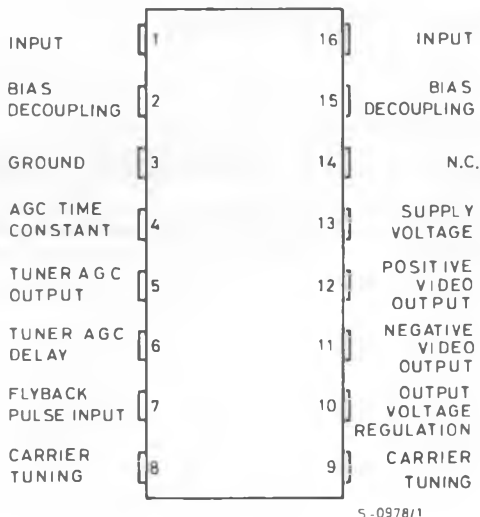 INPUT 1 16 INPUT
BIAS
DECOUPLING 2 15 BIAS
DECOUPLING
GROUND 3 14 N.C.
AGC TIME
CONSTANT 4 13 SUPPLY
VOLTAGE
TUNER AGC
OUTPUT 5 12 POSITIVE
VIDEO
OUTPUT
TUNER AGC
DELAY 6 11 NEGATIVE
VIDEO
OUTPUT
FLYBACK
PULSE INPUT 7 10 OUTPUT
VOLTAGE
REGULATION
CARRIER
TUNING 8 9 CARRIER
TUNING
S-0978/1